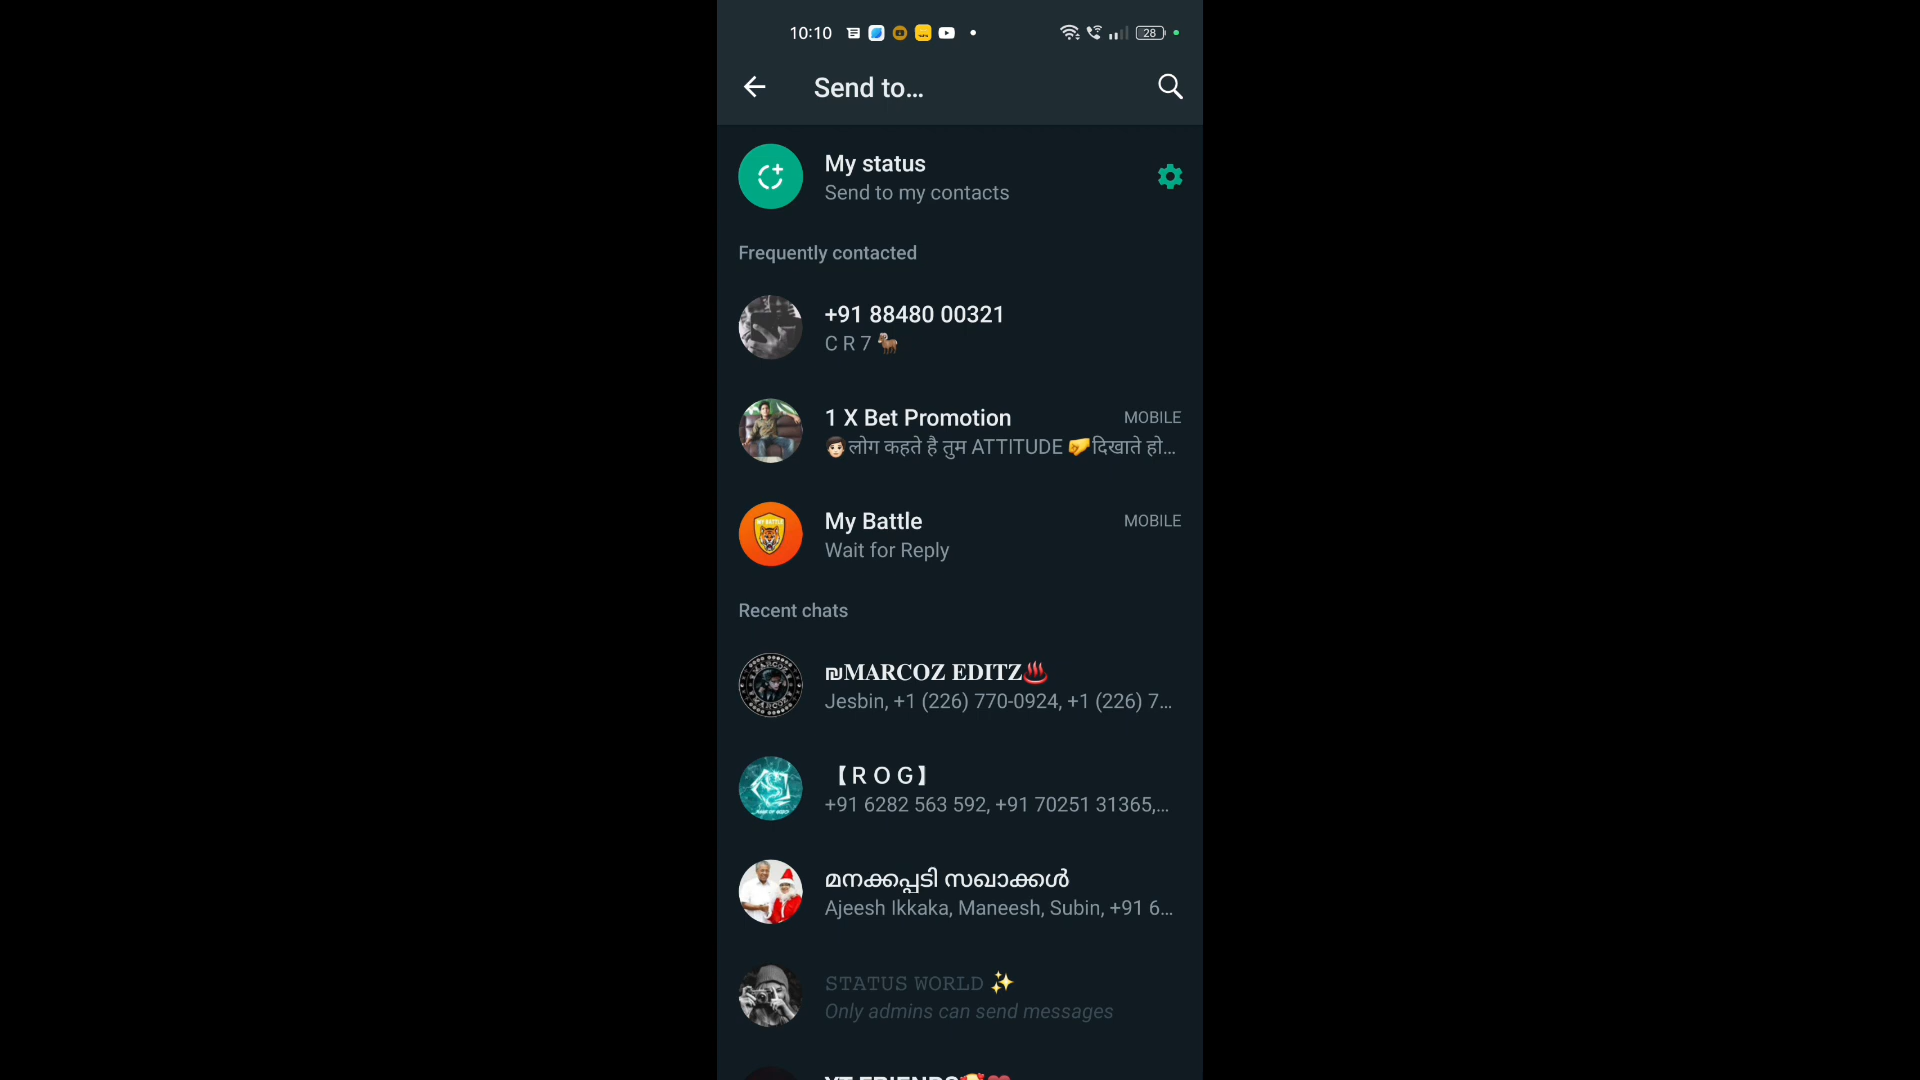 10:10
28
Send to...
My status
Send to my contacts
Frequently contacted
+91 88480 00321
C R 7 🐐
1 X Bet Promotion MOBILE
👩🏻लोग कहते है तुम ATTITUDE 🤛दिखाते हो...
My Battle MOBILE
Wait for Reply
Recent chats
₪𝐌𝐀𝐑𝐂𝐎𝐙 𝐄𝐃𝐈𝐓𝐙♨️
Jesbin, +1 (226) 770-0924, +1 (226) 7...
【R O G】
+91 6282 563 592, +91 70251 31365,...
മനക്കപ്പടി സഖാക്കൾ
Ajeesh Ikkaka, Maneesh, Subin, +91 6...
𝚂𝚃𝙰𝚃𝚄𝚂 𝚆𝙾𝚁𝙻𝙳 ✨
Only admins can send messages